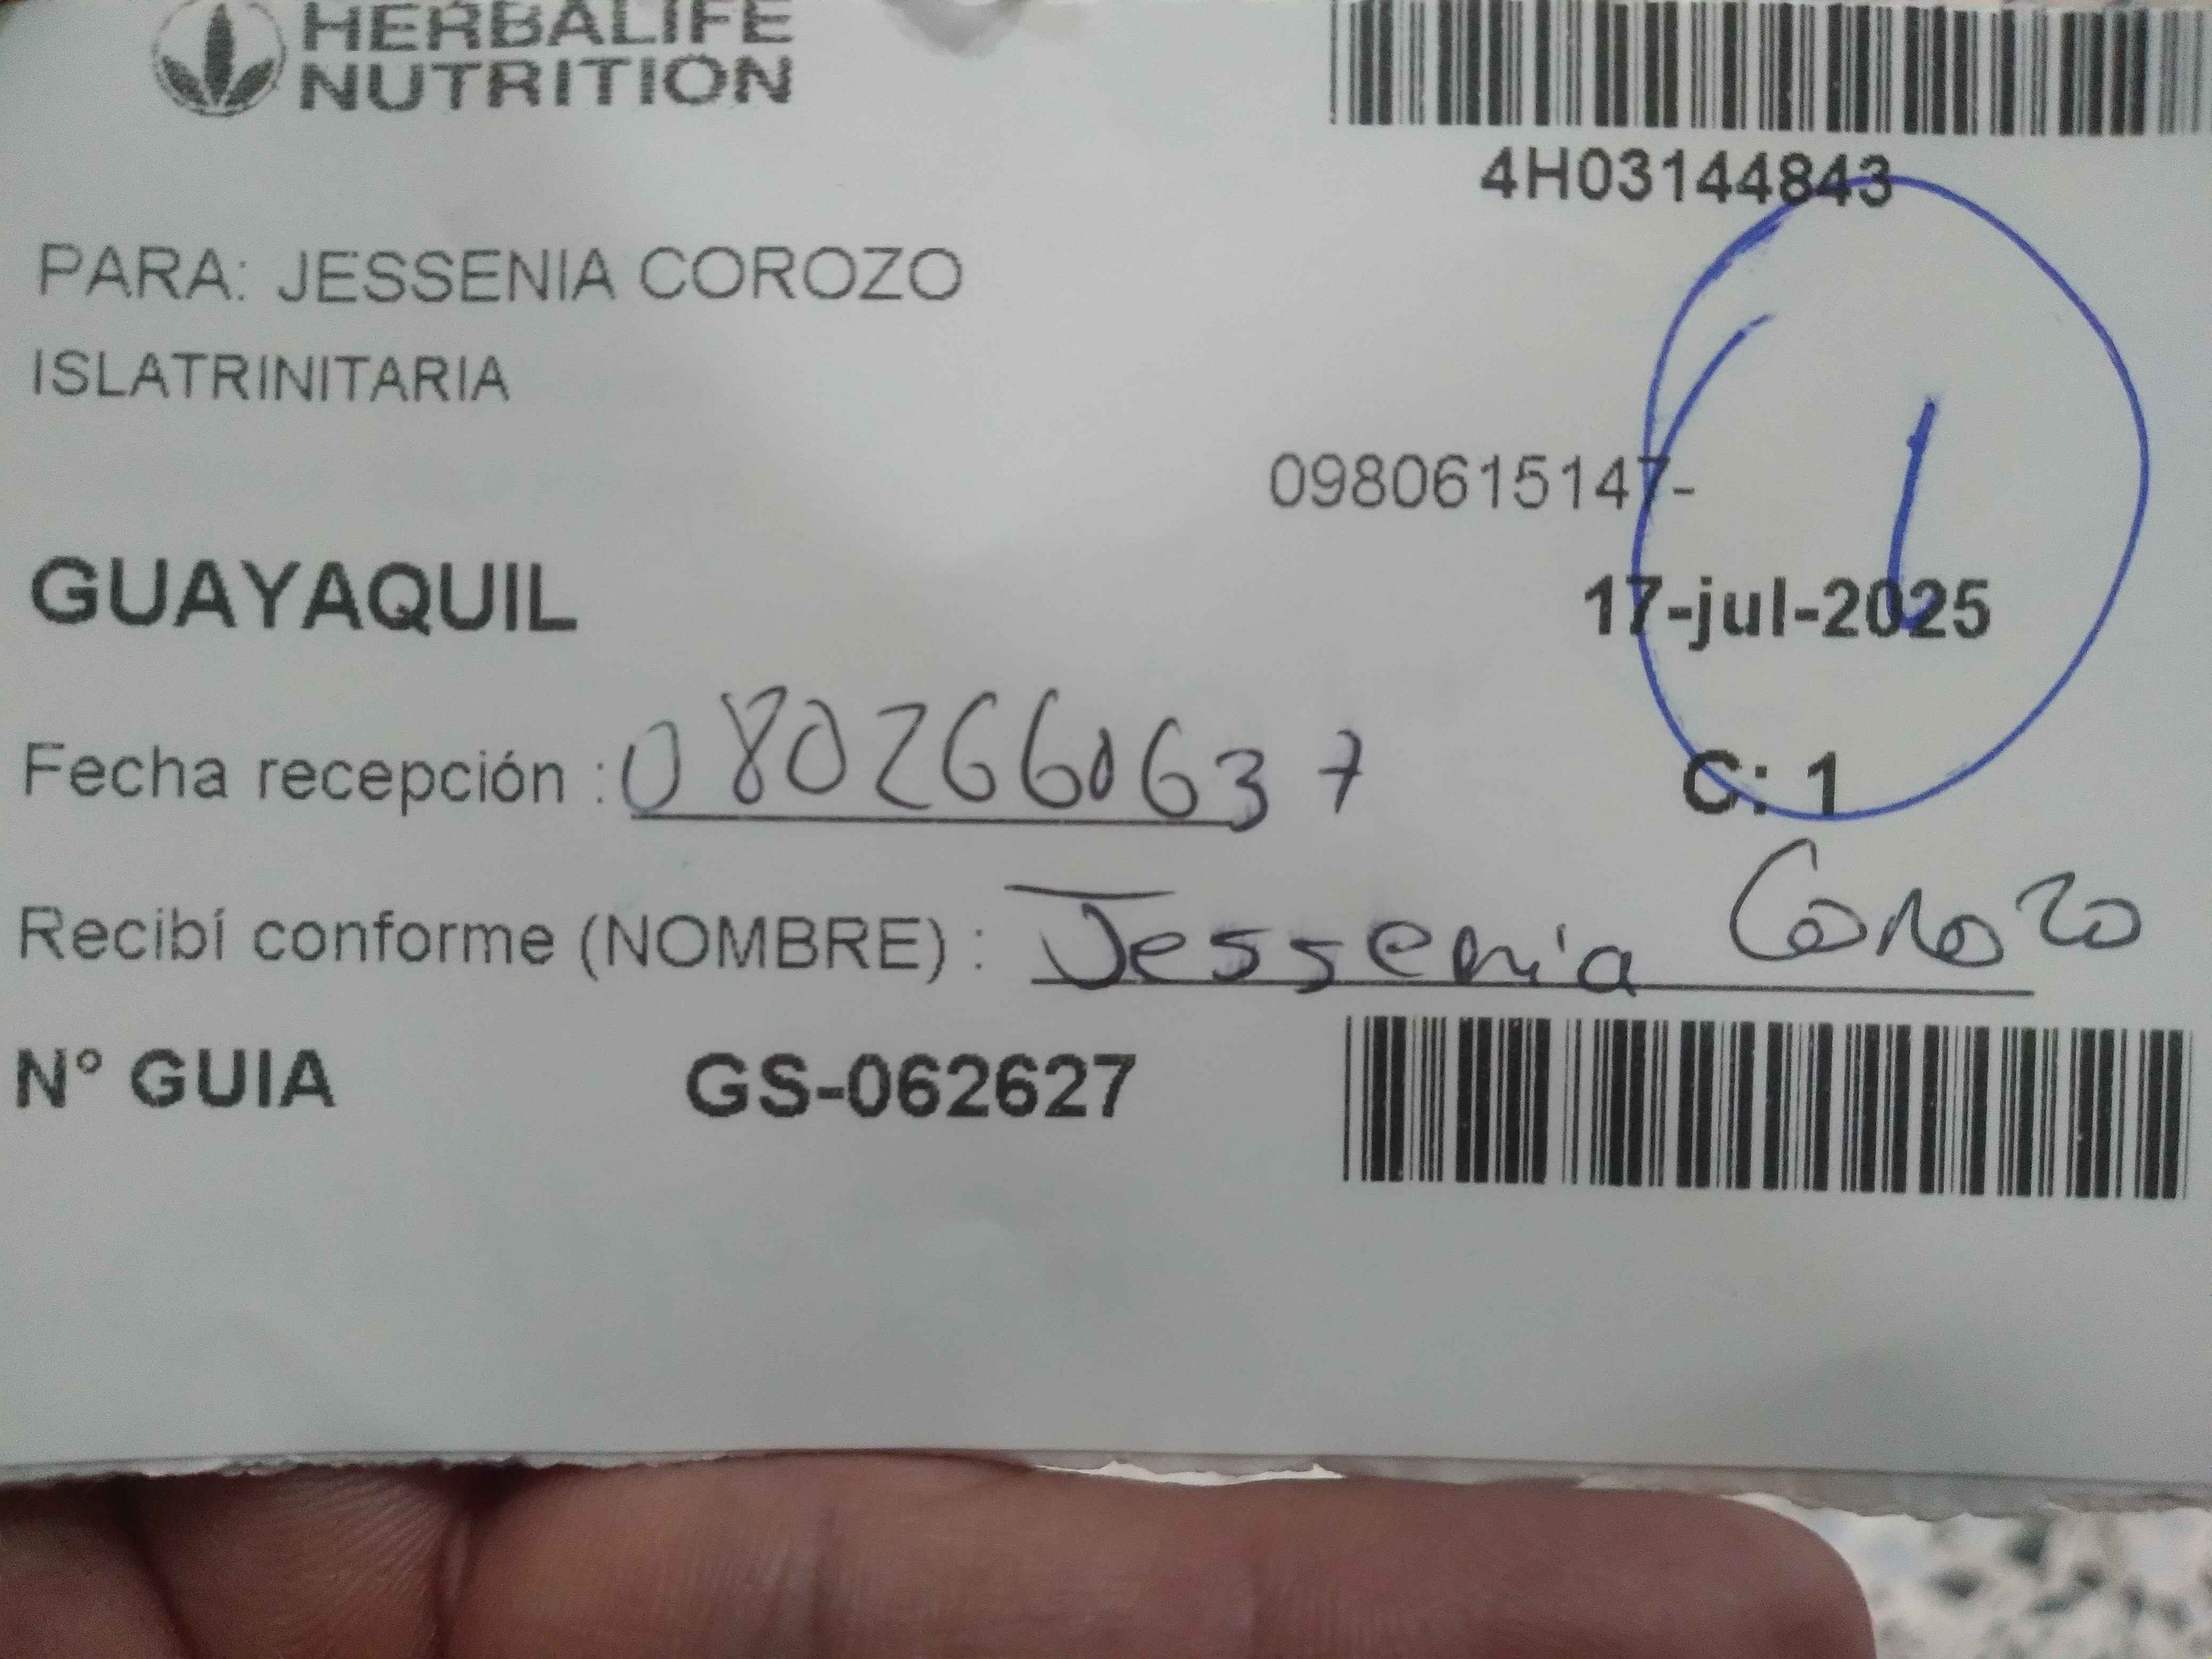 HERBALIFE
NUTRITION
4H03144843
PARA: JESSENIA COROZO
ISLATRINITARIA
0980615147-
GUAYAQUIL
17-jul-2025
1
Fecha recepción : 0802660637
C: 1
Recibí conforme (NOMBRE) : Jessenia Corozo
N° GUIA GS-062627